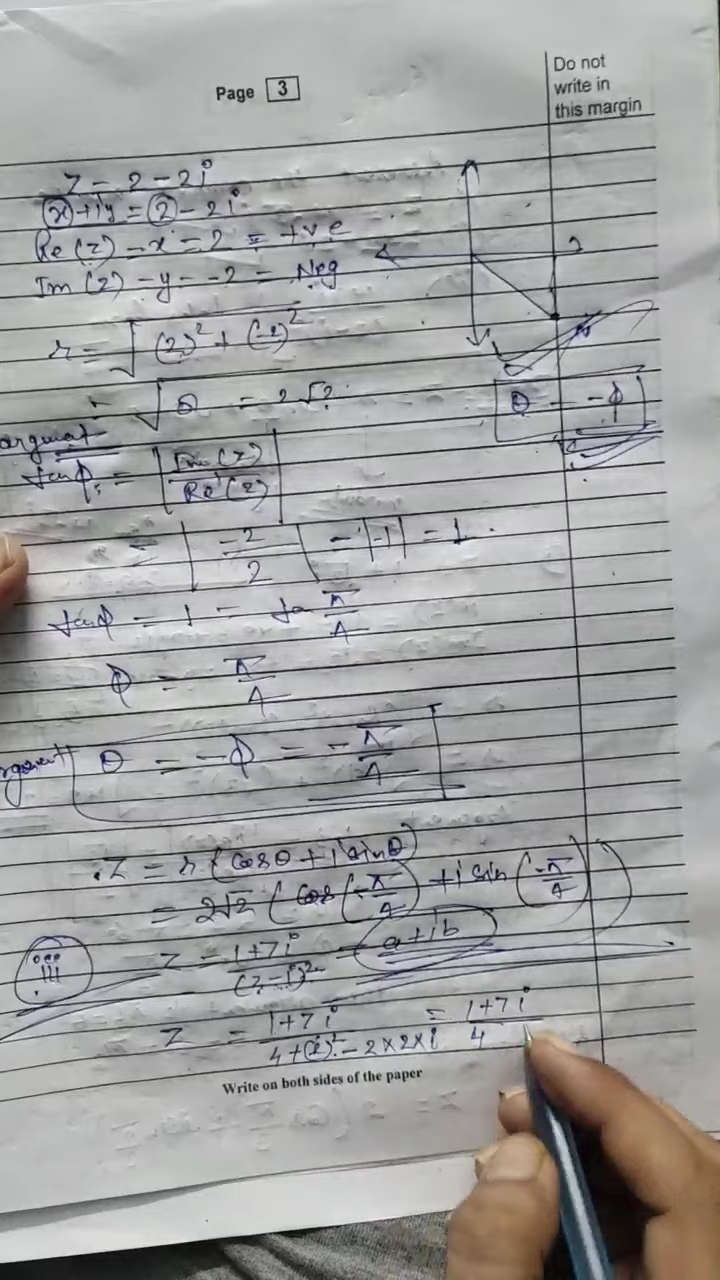 Page 3
Do not
write in
this margin
Z = 2 - 2i
x + iy = 2 - 2i
Re(z) = x = 2 = +ve
Im(z) = y = -2 = Neg
r = √(2)² + (-2)²
= √8 = 2√2
θ = -ϕ
argument
tanϕ = |Im(z)/Re(z)|
= |-2/2| = |-1| = 1
tanϕ = 1 = tan π/4
ϕ = π/4
θ = -ϕ = -π/4
Z = r(cosθ + i sinθ)
= 2√2 (cos(-π/4) + i sin(-π/4))
iii
Z = 1+7i/(2-i)² = a+ib
Z = 1+7i/4+(i)²-2×2×i = 1+7i/4
Write on both sides of the paper